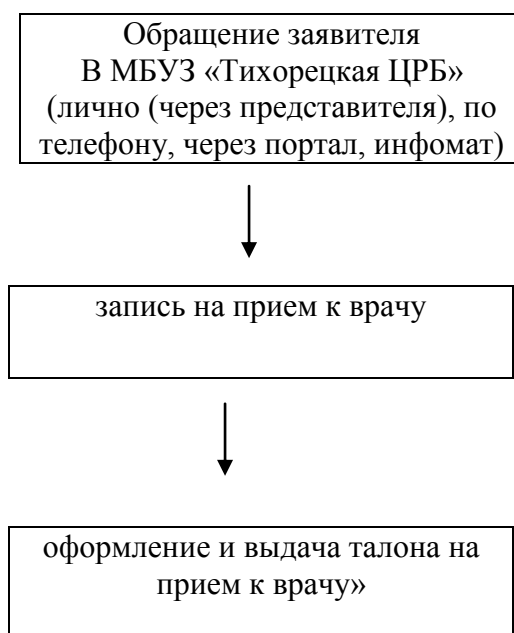 Обращение заявителя
В МБУЗ «Тихорецкая ЦРБ»
(лично (через представителя), по
телефону, через портал, инфомат)
запись на прием к врачу
оформление и выдача талона на
прием к врачу»